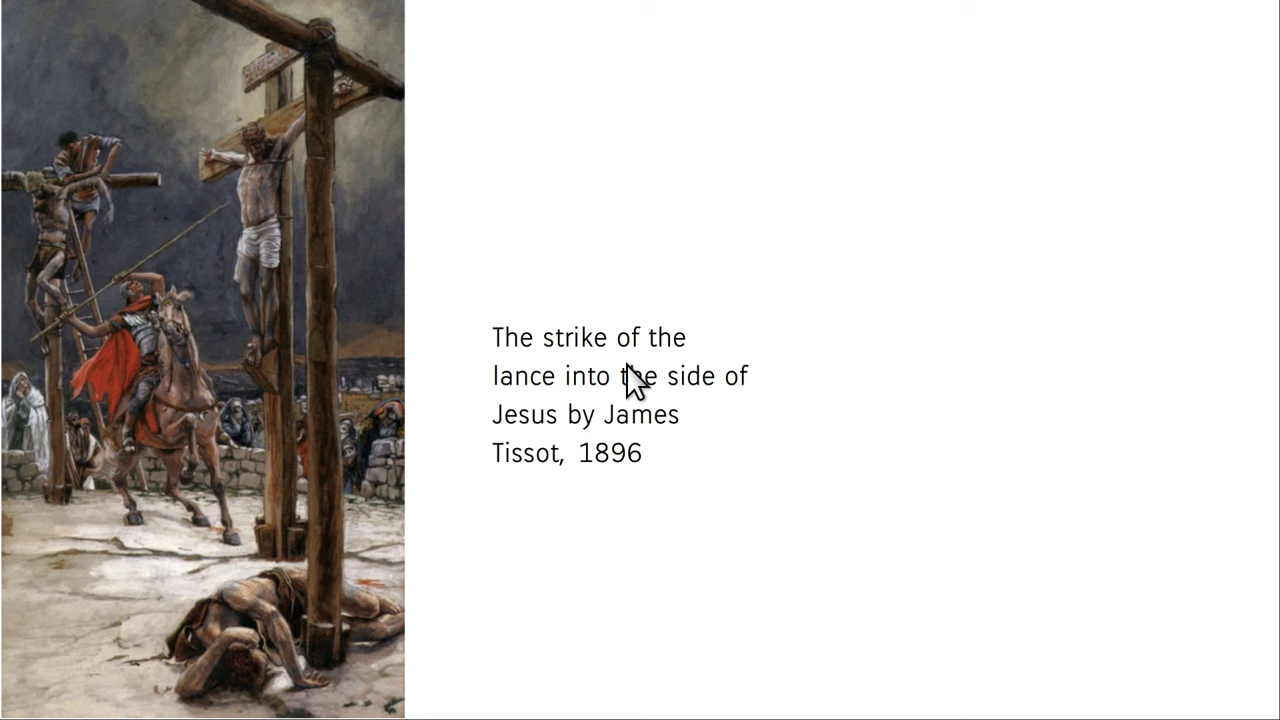 The strike of the
lance into the side of
Jesus by James
Tissot, 1896